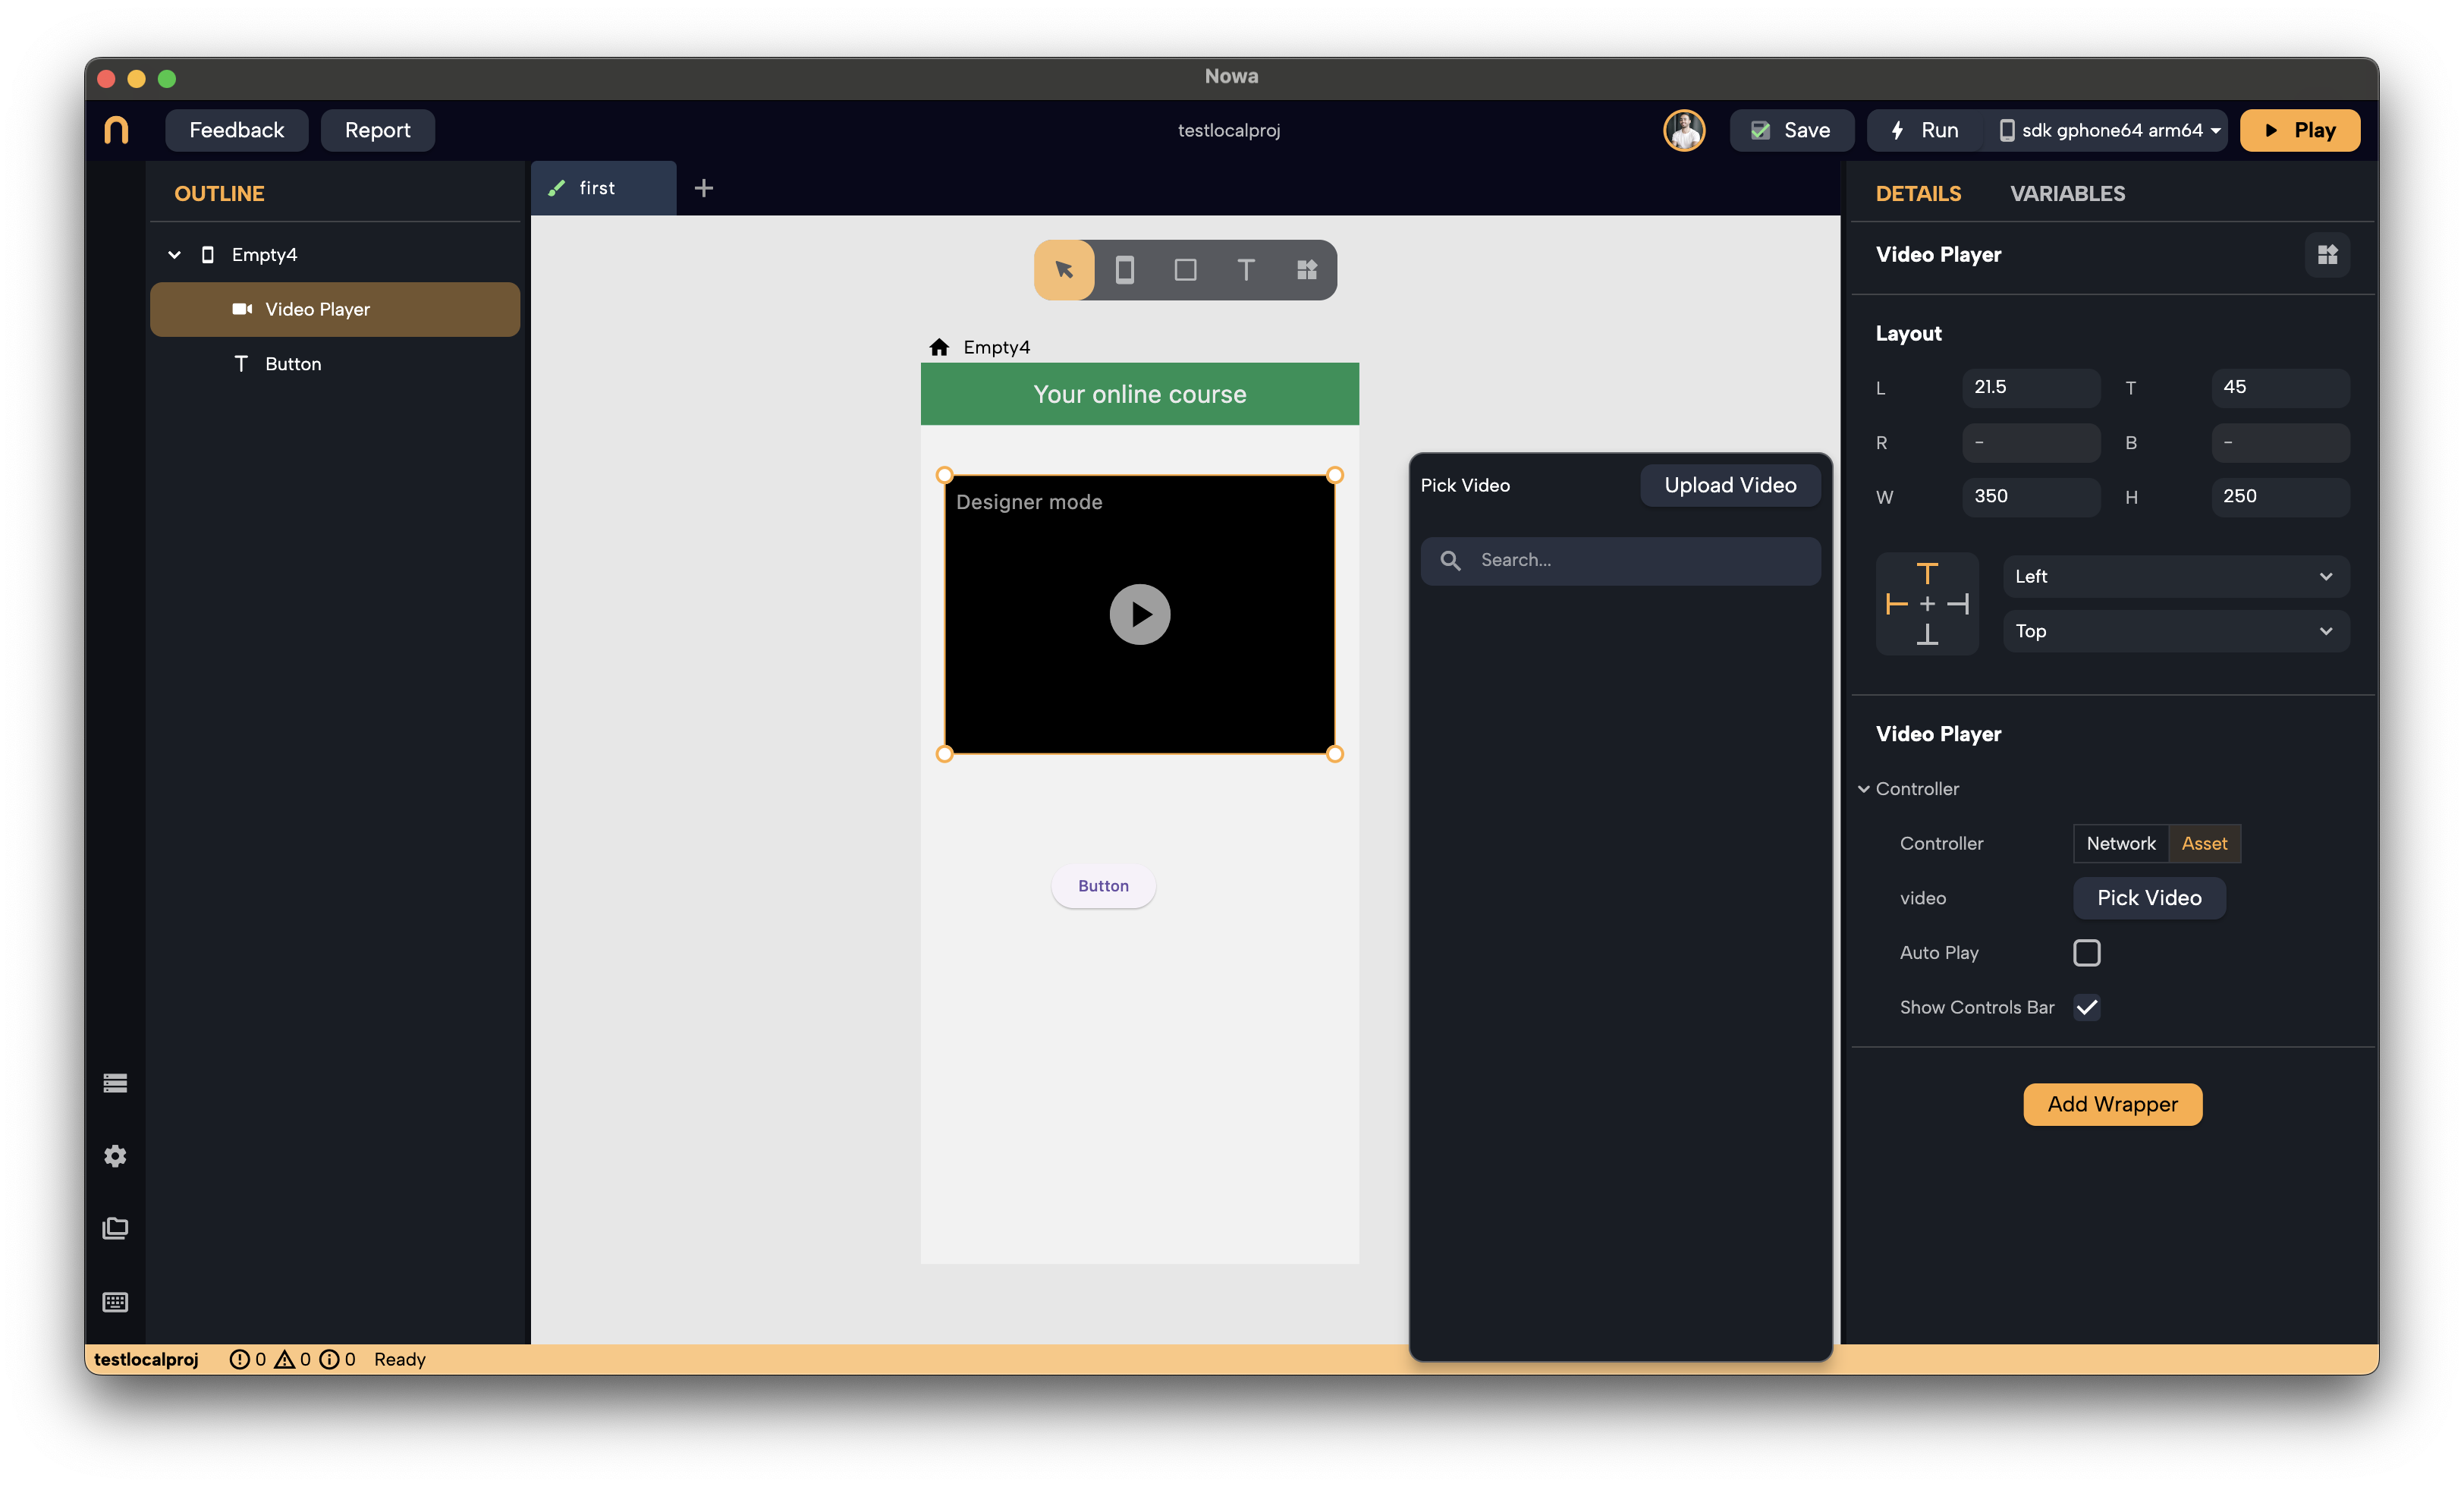 Nowa
Feedback
Report
testlocalproj
Save
Run
sdk gphone64 arm64
Play
OUTLINE
Empty4
Video Player
Button
first
Empty4
Your online course
Designer mode
Button
Pick Video
Upload Video
Search...
DETAILS
VARIABLES
Video Player
Layout
L 21.5 T 45
R - B -
W 350 H 250
Left
Top
Video Player
Controller
Controller Network Asset
video Pick Video
Auto Play
Show Controls Bar
Add Wrapper
testlocalproj 0 0 0 Ready